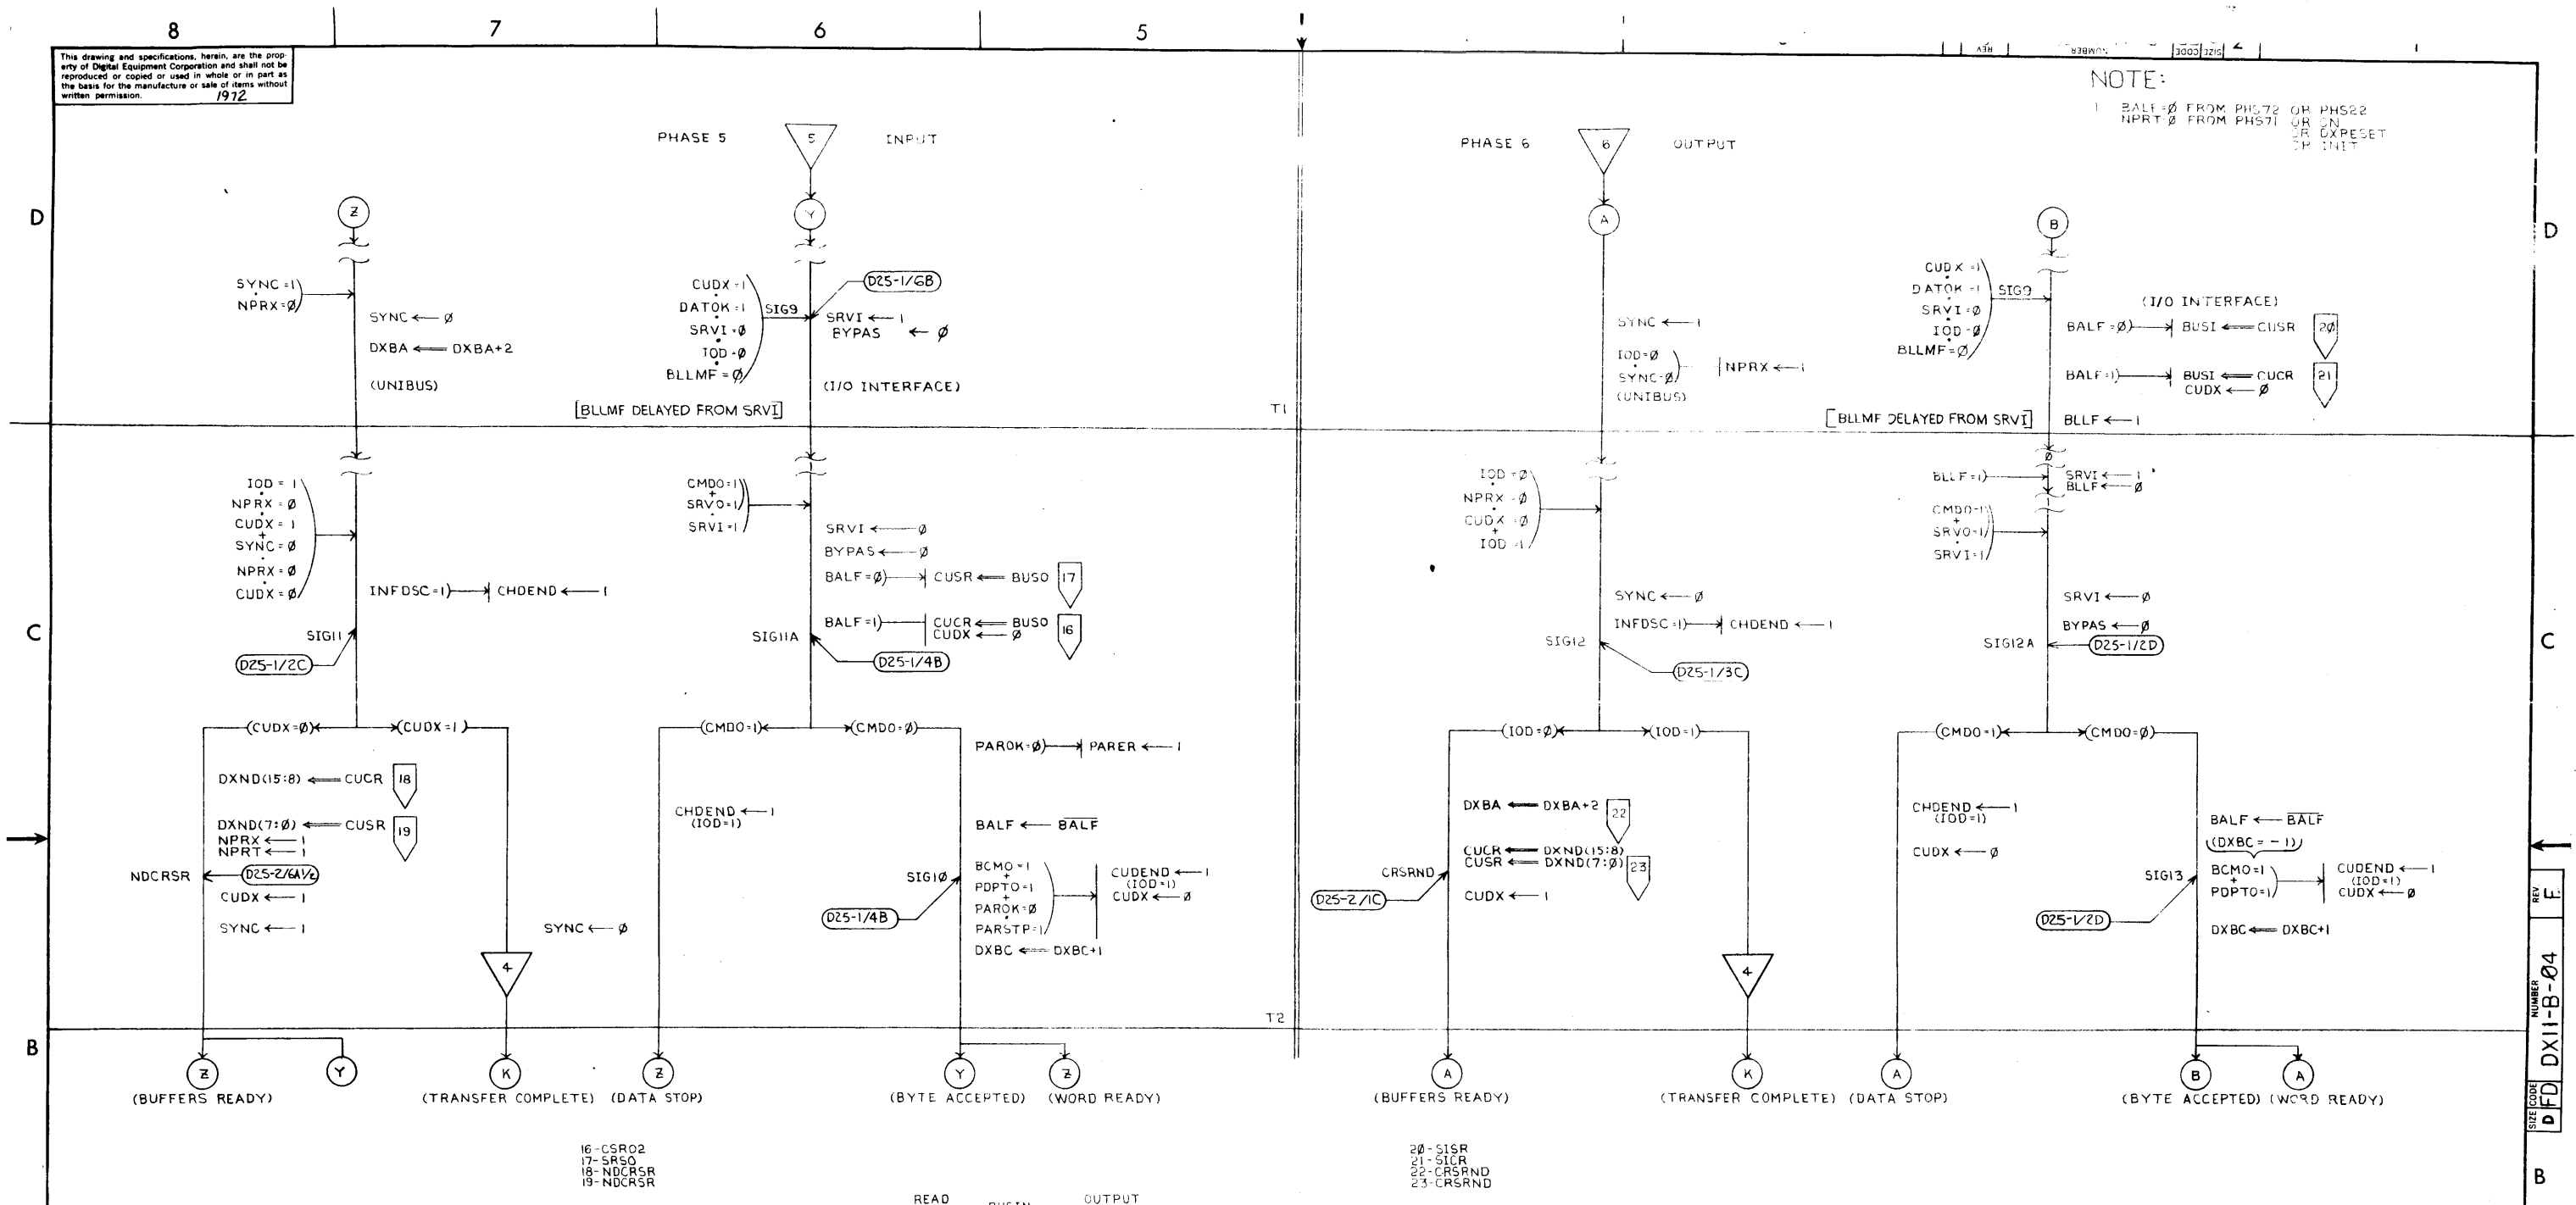 8 7 6 5
This drawing and specifications, herein, are the prop-
erty of Digital Equipment Corporation and shall not be
reproduced or copied or used in whole or in part as
the basis for the manufacture or sale of items without
written permission. 1972
REV
NUMBER
SIZE CODE
NOTE:
1 BALF=Ø FROM PHS72 OR PHS22
NPRT=Ø FROM PHS71 OR ON
OR DXRESET
OR INIT
PHASE 5
5
INPUT
PHASE 6
6
OUTPUT
D
Z
Y
A
B
D
SYNC=1
NPRX=Ø
SYNC ← Ø
DXBA ⟸ DXBA+2
(UNIBUS)
CUDX=1
DATOK=1
SRVI=Ø
IOD=Ø
BLLMF=Ø
SIG9
D25-1/6B
SRVI ← 1
BYPAS ← Ø
(I/O INTERFACE)
[BLLMF DELAYED FROM SRVI]
T1
SYNC ← 1
IOD=Ø
SYNC=Ø
NPRX ← 1
(UNIBUS)
CUDX=1
DATOK=1
SRVI=Ø
IOD=Ø
BLLMF=Ø
SIG9
(I/O INTERFACE)
BALF=Ø) → BUSI ⟸ CUSR 2Ø
BALF=1) → BUSI ⟸ CUCR 21
CUDX ← Ø
[BLLMF DELAYED FROM SRVI]
BLLF ← 1
C
IOD = 1
·
NPRX = Ø
·
CUDX = 1
+
SYNC = Ø
·
NPRX = Ø
·
CUDX = Ø
INFDSC=1) → CHDEND ← 1
SIG11
D25-1/2C
CMDO=1
+
SRVO=1
·
SRVI=1
SRVI ← Ø
BYPAS ← Ø
BALF=Ø) → CUSR ⟸ BUSO 17
BALF=1) CUCR ⟸ BUSO 16
CUDX ← Ø
SIG11A
D25-1/4B
IOD=Ø
·
NPRX=Ø
·
CUDX=Ø
+
IOD=1
SYNC ← Ø
INFDSC=1) → CHDEND ← 1
SIG12
D25-1/3C
Ø
BLLF=1)
SRVI ← 1
BLLF ← Ø
CMDO=1
+
SRVO=1
·
SRVI=1
SRVI ← Ø
BYPAS ← Ø
SIG12A
D25-1/2D
C
(CUDX=Ø) (CUDX=1)
(CMDO=1) (CMDO=Ø)
(IOD=Ø) (IOD=1)
(CMDO=1) (CMDO=Ø)
DXND(15:8) ⟸ CUCR 18
DXND(7:Ø) ⟸ CUSR 19
NPRX ← 1
NPRT ← 1
NDCRSR
D25-2/6A½
CUDX ← 1
SYNC ← 1
SYNC ← Ø
4
CHDEND ← 1
(IOD=1)
PAROK=Ø) → PARER ← 1
BALF ← B̅A̅L̅F̅
SIG1Ø
D25-1/4B
BCMO=1
+
PDPTO=1
+
PAROK=Ø
·
PARSTP=1
CUDEND ← 1
(IOD=1)
CUDX ← Ø
DXBC ⟸ DXBC+1
DXBA ⟸ DXBA+2 22
CUCR ⟸ DXND(15:8)
CUSR ⟸ DXND(7:Ø) 23
CRSRND
D25-2/1C
CUDX ← 1
4
CHDEND ← 1
(IOD=1)
CUDX ← Ø
BALF ← B̅A̅L̅F̅
(DXBC = -1)
SIG13
D25-1/2D
BCMO=1
+
PDPTO=1
CUDEND ← 1
(IOD=1)
CUDX ← Ø
DXBC ⟸ DXBC+1
T2
B
Z Y K Z Y Z A K A B A
(BUFFERS READY) (TRANSFER COMPLETE) (DATA STOP) (BYTE ACCEPTED) (WORD READY)
(BUFFERS READY) (TRANSFER COMPLETE) (DATA STOP) (BYTE ACCEPTED) (WORD READY)
16-CSRO2
17-SRSO
18-NDCRSR
19-NDCRSR
2Ø-SISR
21-SICR
22-CRSRND
23-CRSRND
B
READ OUTPUT
SIZE CODE NUMBER REV
D FD DX11-B-Ø4 E